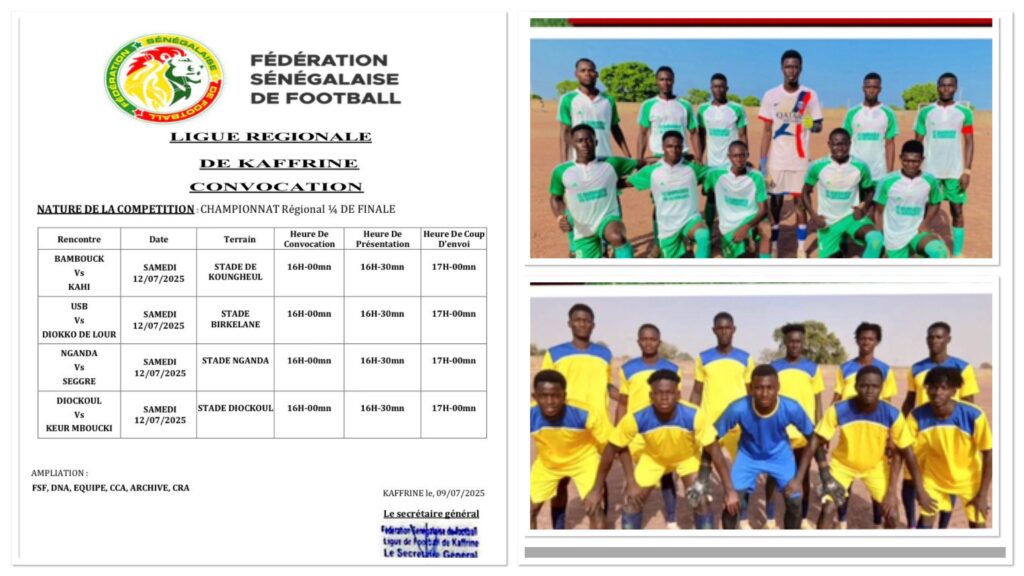 FÉDÉRATION SÉNÉGALAISE DE FOOTBALL
FÉDÉRATION
SÉNÉGALAISE
DE FOOTBALL
LIGUE REGIONALE
DE KAFFRINE
CONVOCATION
NATURE DE LA COMPETITION : CHAMPIONNAT Régional ¼ DE FINALE
Rencontre Date Terrain Heure De Convocation Heure De Présentation Heure De Coup D'envoi
BAMBOUCK
Vs
KAHI
SAMEDI
12/07/2025
STADE DE
KOUNGHEUL
16H-00mn 16H-30mn 17H-00mn
USB
Vs
DIOKKO DE LOUR
SAMEDI
12/07/2025
STADE
BIRKELANE
16H-00mn 16H-30mn 17H-00mn
NGANDA
Vs
SEGGRE
SAMEDI
12/07/2025
STADE NGANDA
16H-00mn 16H-30mn 17H-00mn
DIOCKOUL
Vs
KEUR MBOUCKI
SAMEDI
12/07/2025
STADE DIOCKOUL
16H-00mn 16H-30mn 17H-00mn
AMPLIATION :
FSF, DNA, EQUIPE, CCA, ARCHIVE, CRA
KAFFRINE le, 09/07/2025
Le secrétaire général
Fédération Sénégalaise de Football
Ligue de Football de Kaffrine
Le Secrétaire Général
QATAR